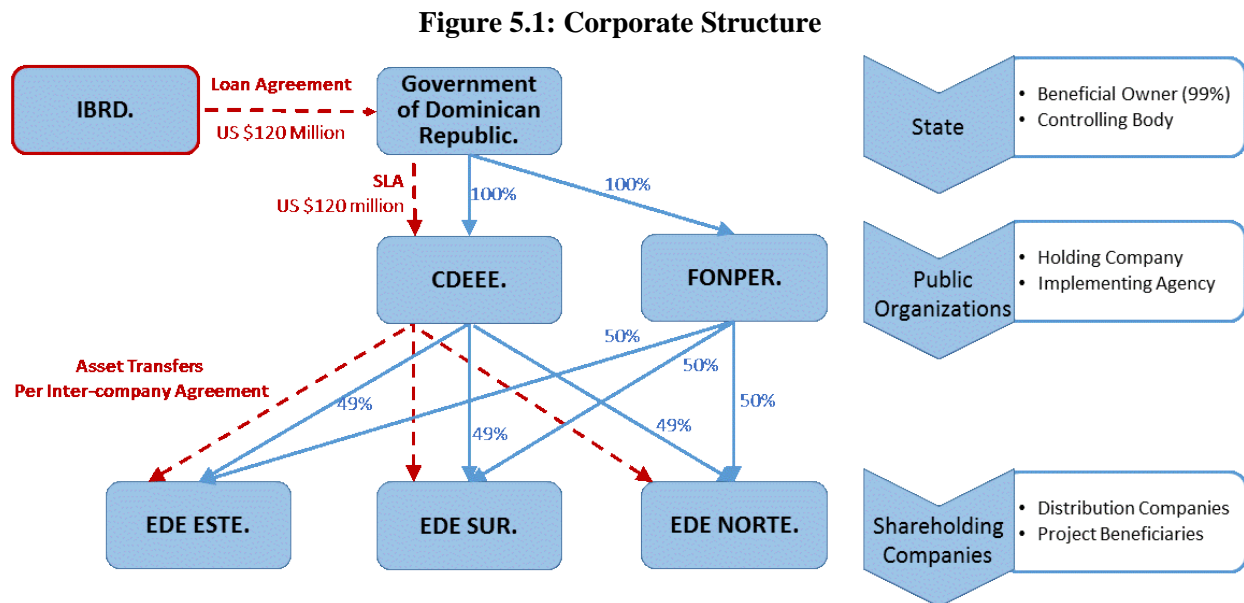 Figure 5.1: Corporate Structure
IBRD.
Loan Agreement
US $120 Million
Government
of Dominican
Republic.
State
• Beneficial Owner (99%)
• Controlling Body
SLA
US $120 million
100%
100%
CDEEE.
FONPER.
Public
Organizations
• Holding Company
• Implementing Agency
Asset Transfers
Per Inter-company Agreement
50%
50%
50%
49%
49%
49%
EDE ESTE.
EDE SUR.
EDE NORTE.
Shareholding
Companies
• Distribution Companies
• Project Beneficiaries